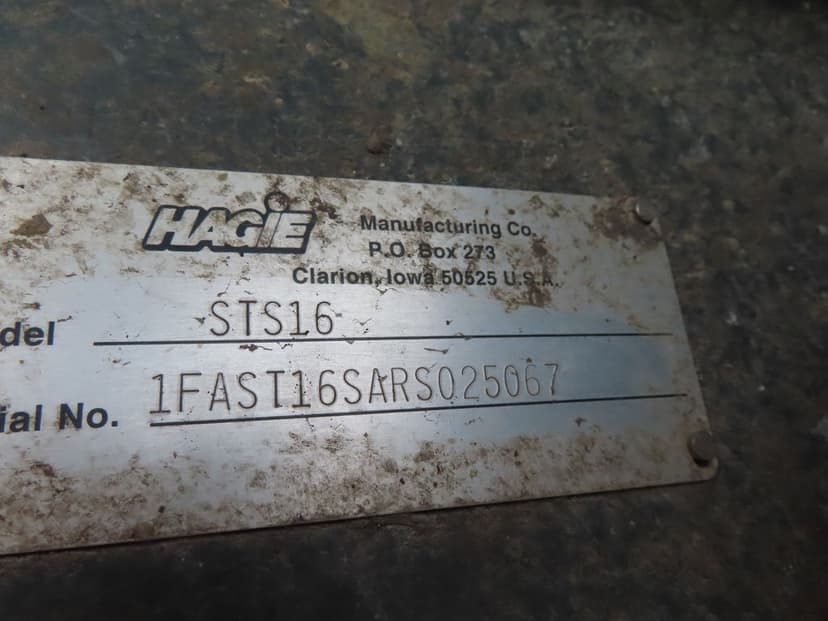 HAGIE
Manufacturing Co.
P.O. Box 273
Clarion, Iowa 50525 U.S.A.
del STS16
ial No. 1FAST16SARS025067